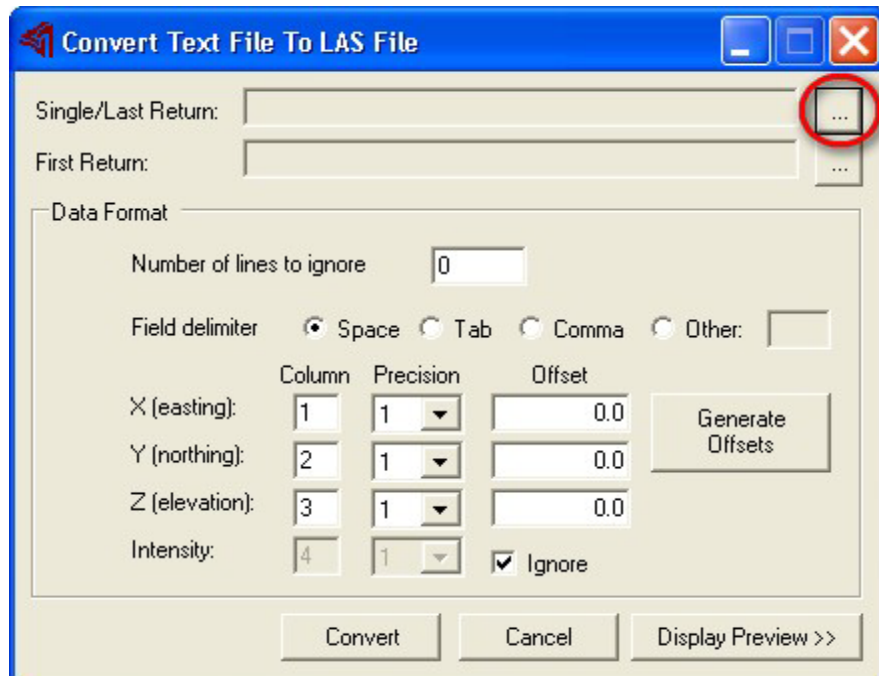 Convert Text File To LAS File
Single/Last Return: ...
First Return: ...
Data Format
Number of lines to ignore 0
Field delimiter Space Tab Comma Other:
Column Precision Offset
X (easting): 1 1 0.0
Generate
Offsets
Y (northing): 2 1 0.0
Z (elevation): 3 1 0.0
Intensity: 4 1 Ignore
Convert Cancel Display Preview >>